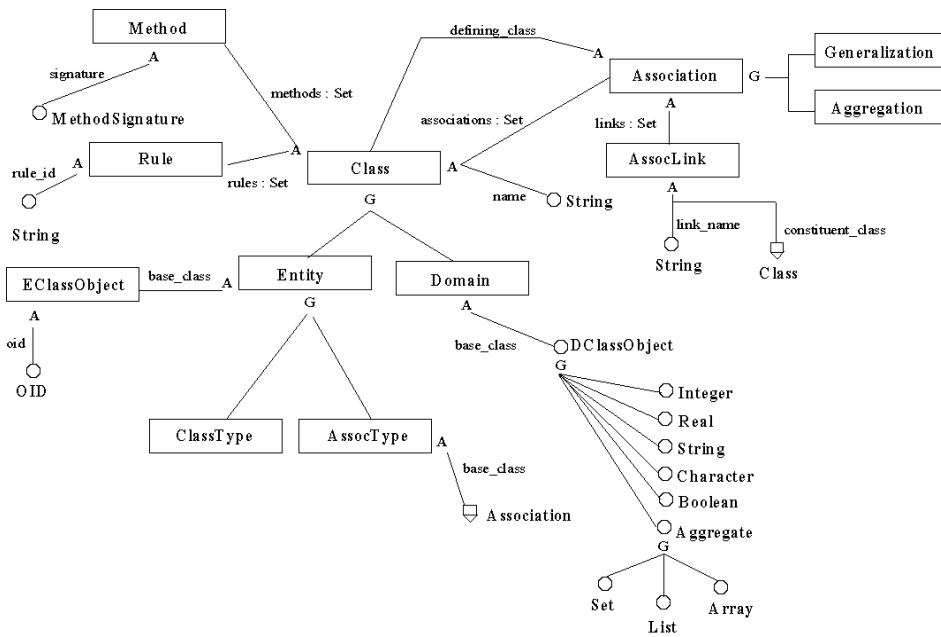 Method
A
signature
MethodSignature
methods : Set
defining_class
A
Association
G
Generalization
Aggregation
A
links : Set
associations : Set
AssocLink
A
link_name
String
constituent_class
Class
A
Rule
rule_id
String
rules : Set
A
Class
A
name
String
G
EClassObject
base_class
A
Entity
G
A
oid
OID
Domain
A
base_class
DClassObject
G
Integer
Real
String
Character
Boolean
Aggregate
G
Set
List
Array
ClassType
AssocType
A
base_class
Association